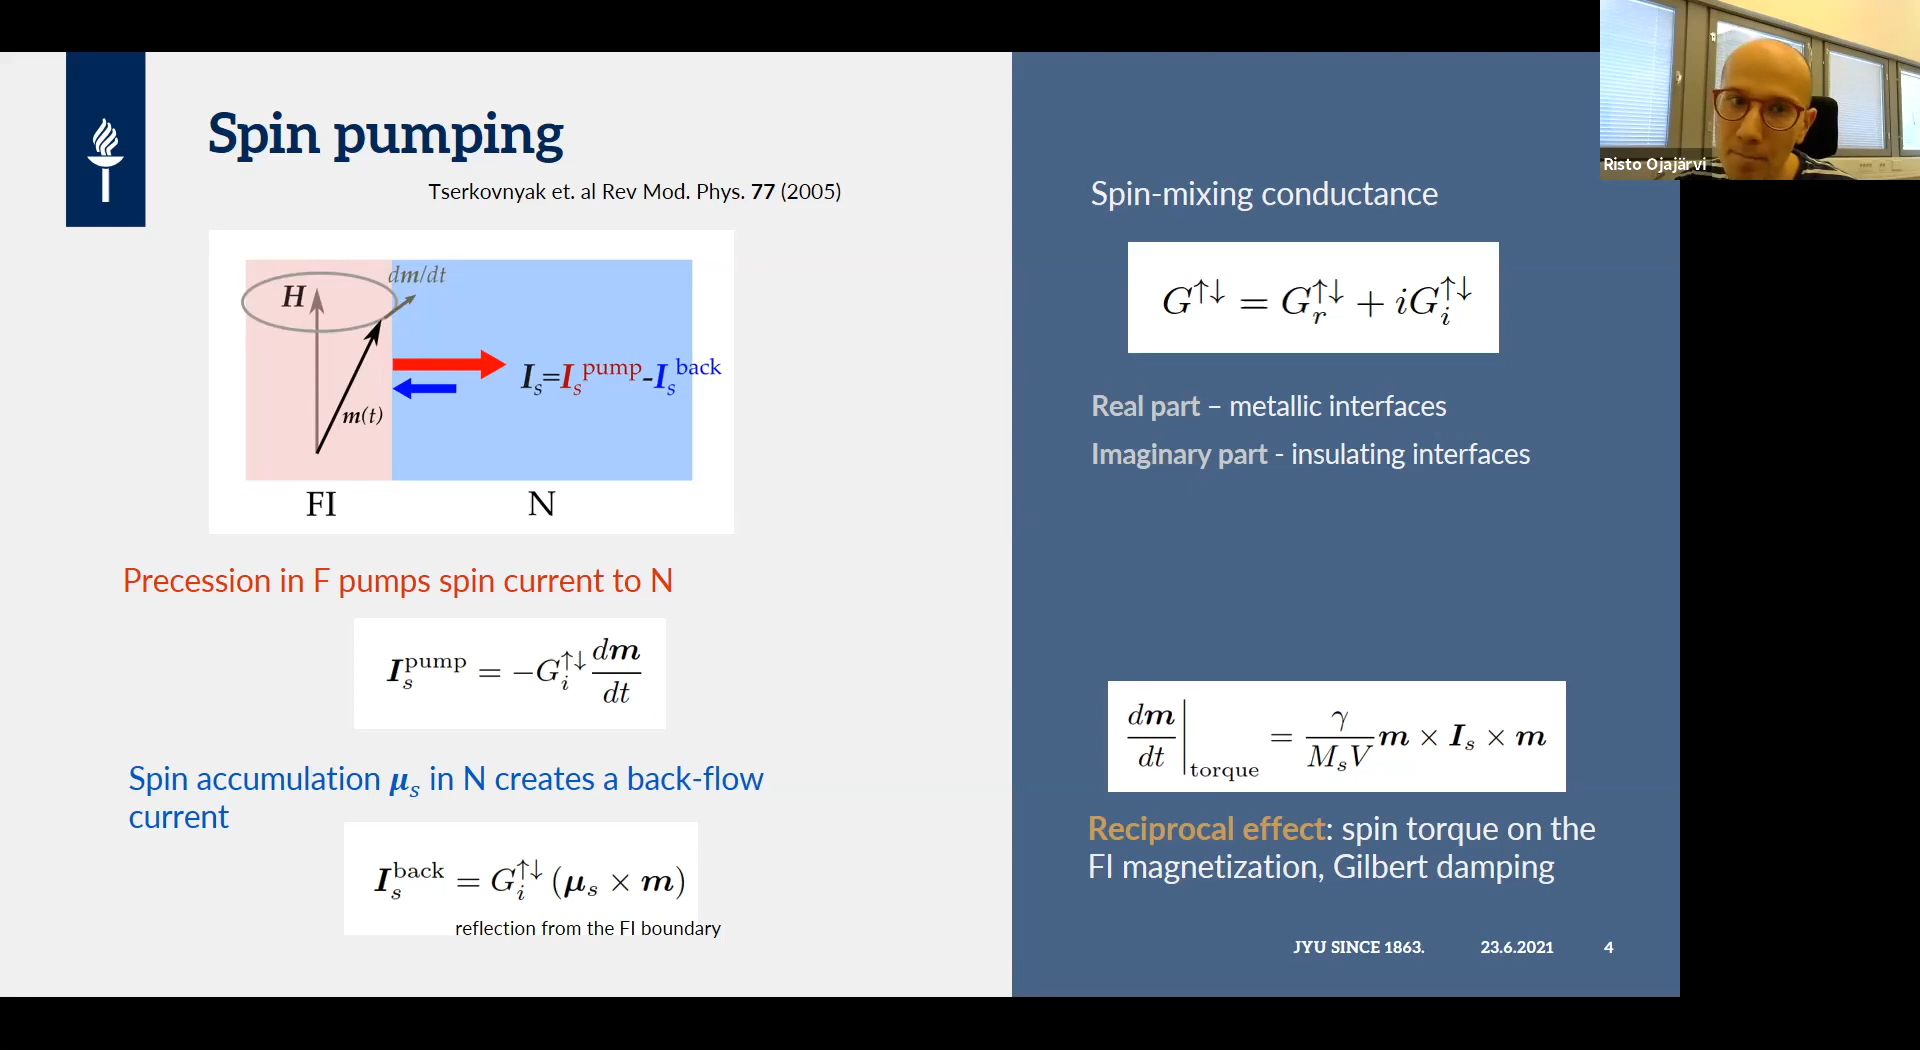 Spin pumping
Tserkovnyak et. al Rev Mod. Phys. 77 (2005)
dm/dt
H
m(t)
I_s=I_s^pump-I_s^back
FI
N
Precession in F pumps spin current to N
I_s^pump = −G_i^↑↓ dm/dt
Spin accumulation μ_s in N creates a back-flow
current
I_s^back = G_i^↑↓ (μ_s × m)
reflection from the FI boundary
Spin-mixing conductance
G^↑↓ = G_r^↑↓ + iG_i^↑↓
Real part – metallic interfaces
Imaginary part - insulating interfaces
dm/dt |_torque = γ/(M_sV) m × I_s × m
Reciprocal effect: spin torque on the
FI magnetization, Gilbert damping
JYU SINCE 1863. 23.6.2021 4
Risto Ojajärvi